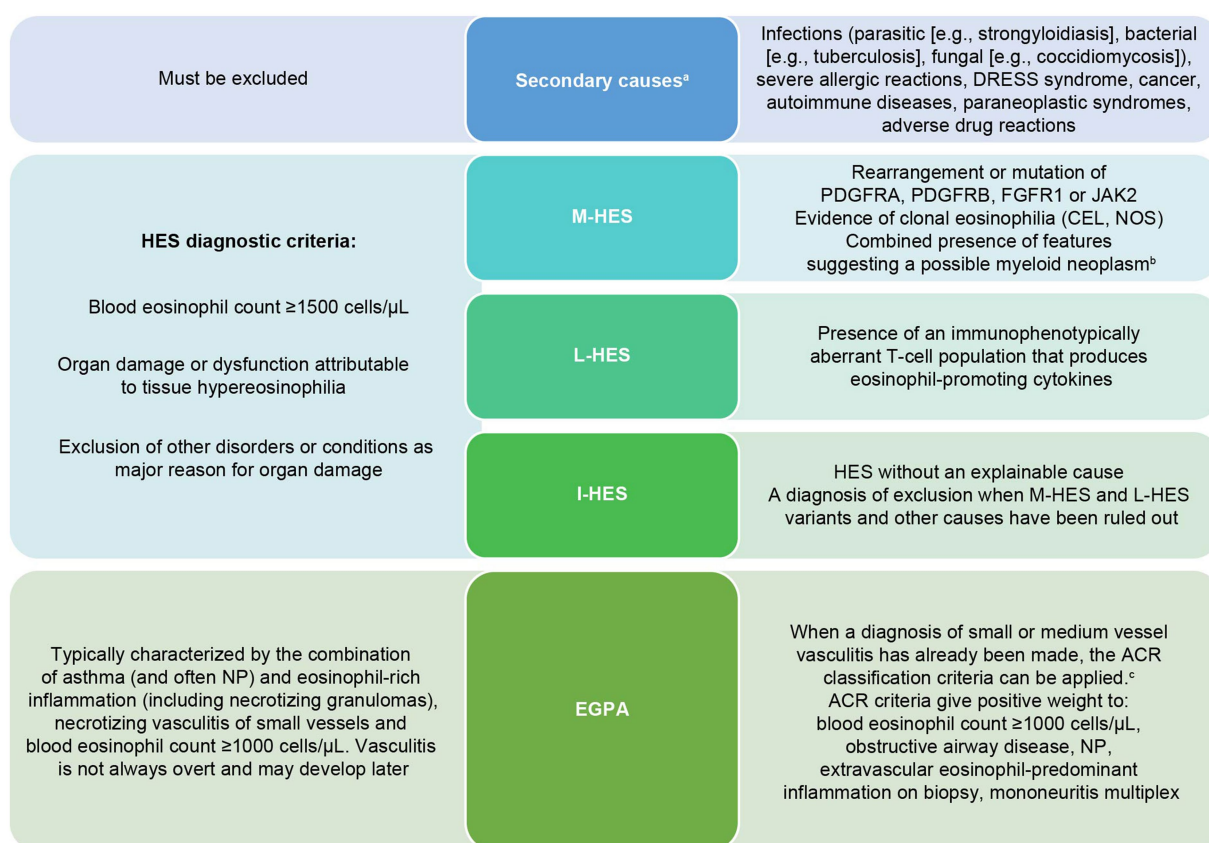 Must be excluded
Secondary causesᵃ
Infections (parasitic [e.g., strongyloidiasis], bacterial
[e.g., tuberculosis], fungal [e.g., coccidiomycosis]),
severe allergic reactions, DRESS syndrome, cancer,
autoimmune diseases, paraneoplastic syndromes,
adverse drug reactions
HES diagnostic criteria:
Blood eosinophil count ≥1500 cells/µL
Organ damage or dysfunction attributable
to tissue hypereosinophilia
Exclusion of other disorders or conditions as
major reason for organ damage
M-HES
Rearrangement or mutation of
PDGFRA, PDGFRB, FGFR1 or JAK2
Evidence of clonal eosinophilia (CEL, NOS)
Combined presence of features
suggesting a possible myeloid neoplasmᵇ
L-HES
Presence of an immunophenotypically
aberrant T-cell population that produces
eosinophil-promoting cytokines
I-HES
HES without an explainable cause
A diagnosis of exclusion when M-HES and L-HES
variants and other causes have been ruled out
Typically characterized by the combination
of asthma (and often NP) and eosinophil-rich
inflammation (including necrotizing granulomas),
necrotizing vasculitis of small vessels and
blood eosinophil count ≥1000 cells/µL. Vasculitis
is not always overt and may develop later
EGPA
When a diagnosis of small or medium vessel
vasculitis has already been made, the ACR
classification criteria can be applied.ᶜ
ACR criteria give positive weight to:
blood eosinophil count ≥1000 cells/µL,
obstructive airway disease, NP,
extravascular eosinophil-predominant
inflammation on biopsy, mononeuritis multiplex